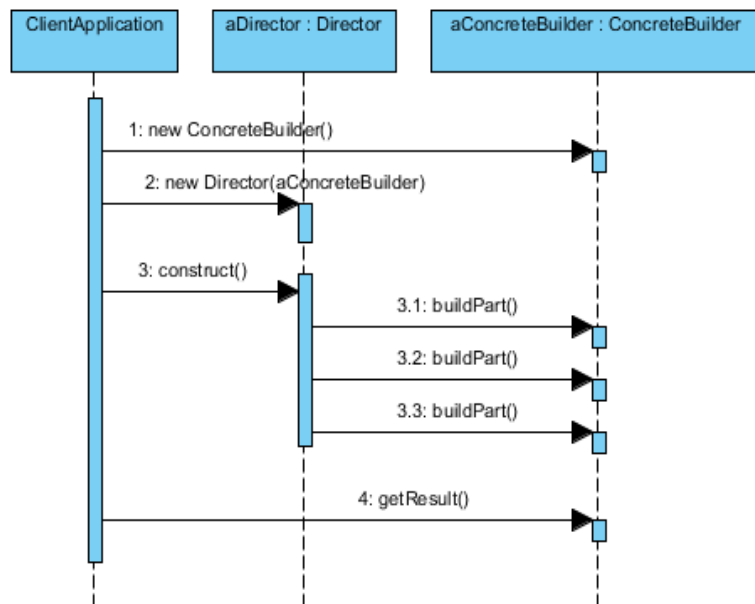 ClientApplication
aDirector : Director
aConcreteBuilder : ConcreteBuilder
1: new ConcreteBuilder()
2: new Director(aConcreteBuilder)
3: construct()
3.1: buildPart()
3.2: buildPart()
3.3: buildPart()
4: getResult()